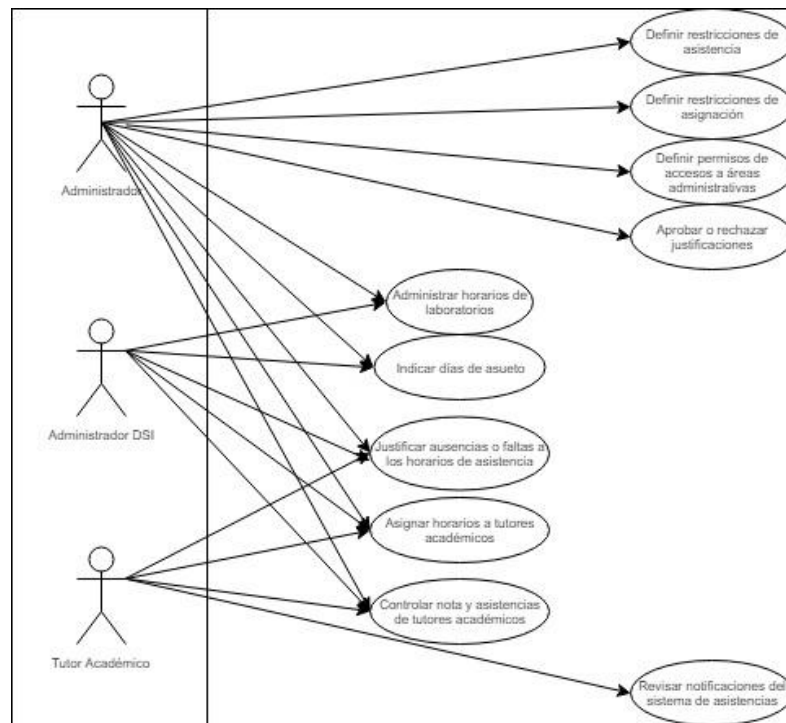 Definir restricciones de
asistencia
Definir restricciones de
asignación
Definir permisos de
accesos a áreas
administrativas
Administrador
Aprobar o rechazar
justificaciones
Administrar horarios de
laboratorios
Indicar días de asueto
Administrador DSI
Justificar ausencias o faltas a
los horarios de asistencia
Asignar horarios a tutores
académicos
Controlar nota y asistencias
de tutores académicos
Tutor Académico
Revisar notificaciones del
sistema de asistencias